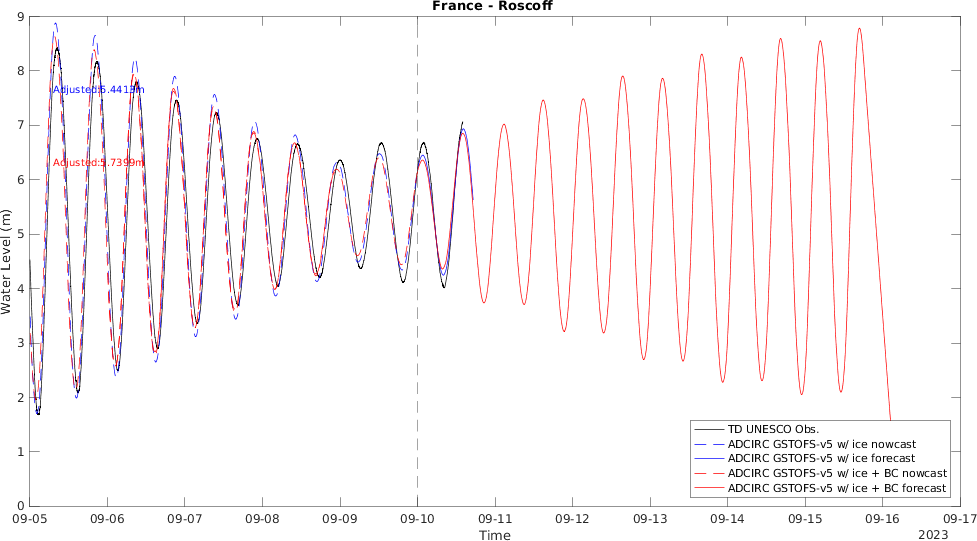 France - Roscoff
9
8
7
6
5
4
3
2
1
0
Water Level (m)
Adjusted:5.4413m
Adjusted:5.7399m
TD UNESCO Obs.
ADCIRC GSTOFS-v5 w/ ice nowcast
ADCIRC GSTOFS-v5 w/ ice forecast
ADCIRC GSTOFS-v5 w/ ice + BC nowcast
ADCIRC GSTOFS-v5 w/ ice + BC forecast
09-05 09-06 09-07 09-08 09-09 09-10 09-11 09-12 09-13 09-14 09-15 09-16 09-17
Time
2023